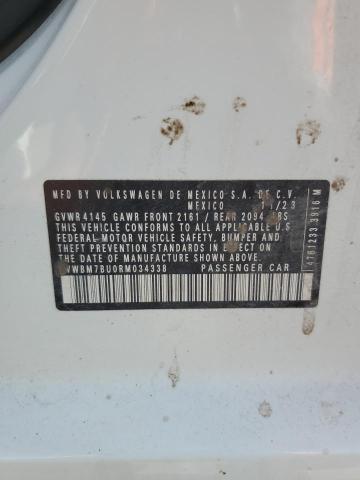 MFD BY VOLKSWAGEN DE MEXICO S.A. DE C.V.
MEXICO 11/23
GVWR 4145 GAWR FRONT 2161 / REAR 2094 LBS
THIS VEHICLE CONFORMS TO ALL APPLICABLE U.S.
FEDERAL MOTOR VEHICLE SAFETY, BUMPER AND
THEFT PREVENTION STANDARDS IN EFFECT ON THE
DATE OF MANUFACTURE SHOWN ABOVE.
3VWBM7BU0RM034338 PASSENGER CAR